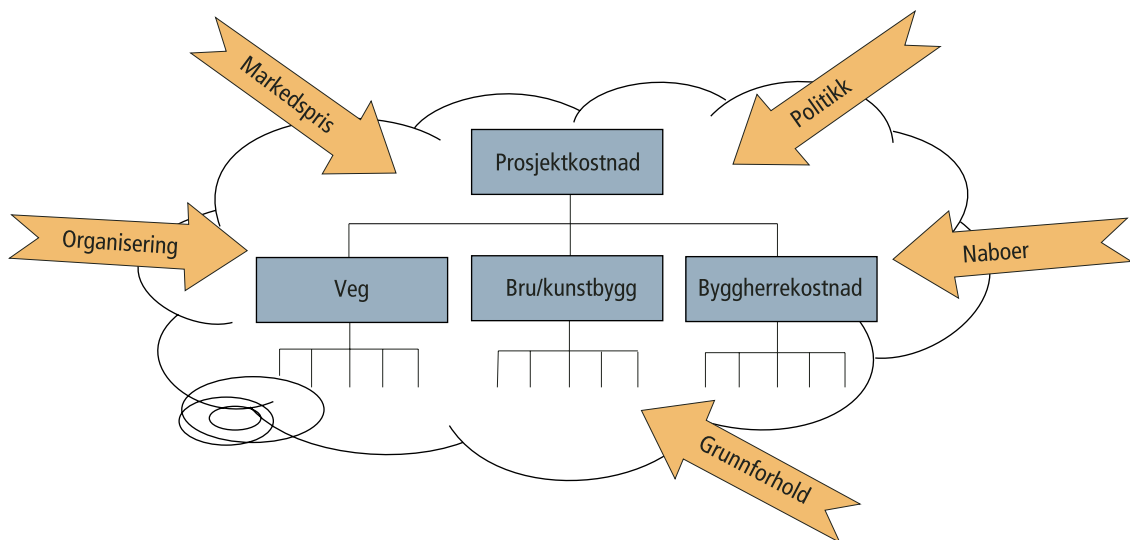 Markedspris
Politikk
Prosjektkostnad
Organisering
Naboer
Veg
Bru/kunstbygg
Byggherrekostnad
Grunnforhold